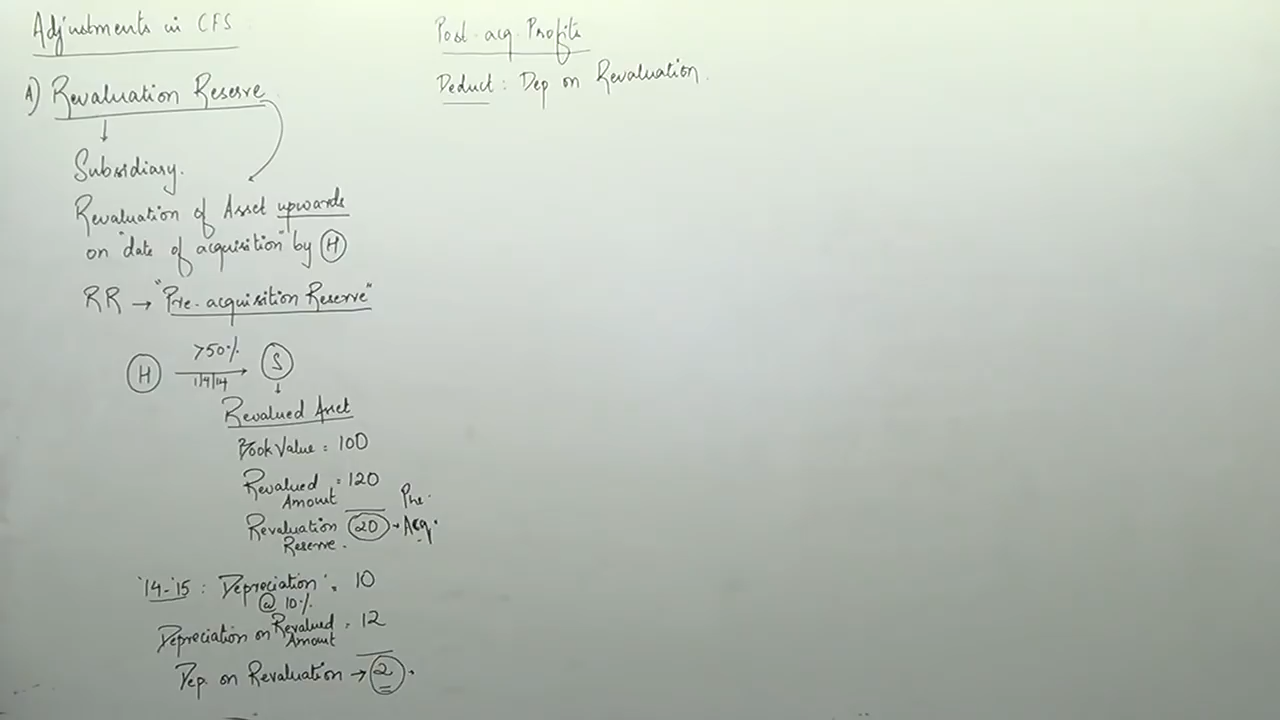 Adjustments in CFS
A) Revaluation Reserve
Subsidiary.
Revaluation of Asset upwards
on "date of acquisition" by H
RR → "Pre-acquisition Reserve"
>50%
H → S
1/4/14
Revalued Asset
Book Value = 100
Revalued = 120
Amount
Revaluation 20 - Pre. Acq.
Reserve.
'14-'15 : Depreciation = 10
@ 10%
Depreciation on Revalued = 12
Amount
Dep. on Revaluation → 2.
Post-acq. Profits
Deduct : Dep on Revaluation.